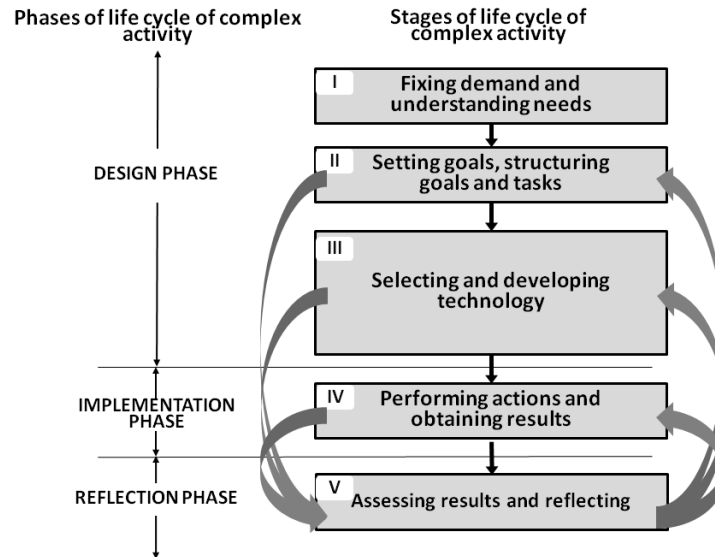 Phases of life cycle of complex
activity
Stages of life cycle of
complex activity
I
Fixing demand and
understanding needs
DESIGN PHASE
II
Setting goals, structuring
goals and tasks
III
Selecting and developing
technology
IMPLEMENTATION
PHASE
IV
Performing actions and
obtaining results
REFLECTION PHASE
V
Assessing results and reflecting